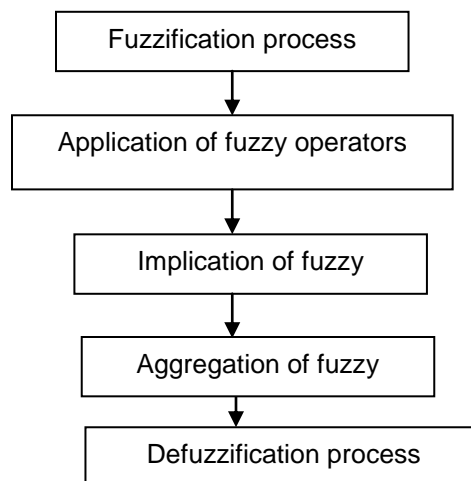 Fuzzification process
Application of fuzzy operators
Implication of fuzzy
Aggregation of fuzzy
Defuzzification process